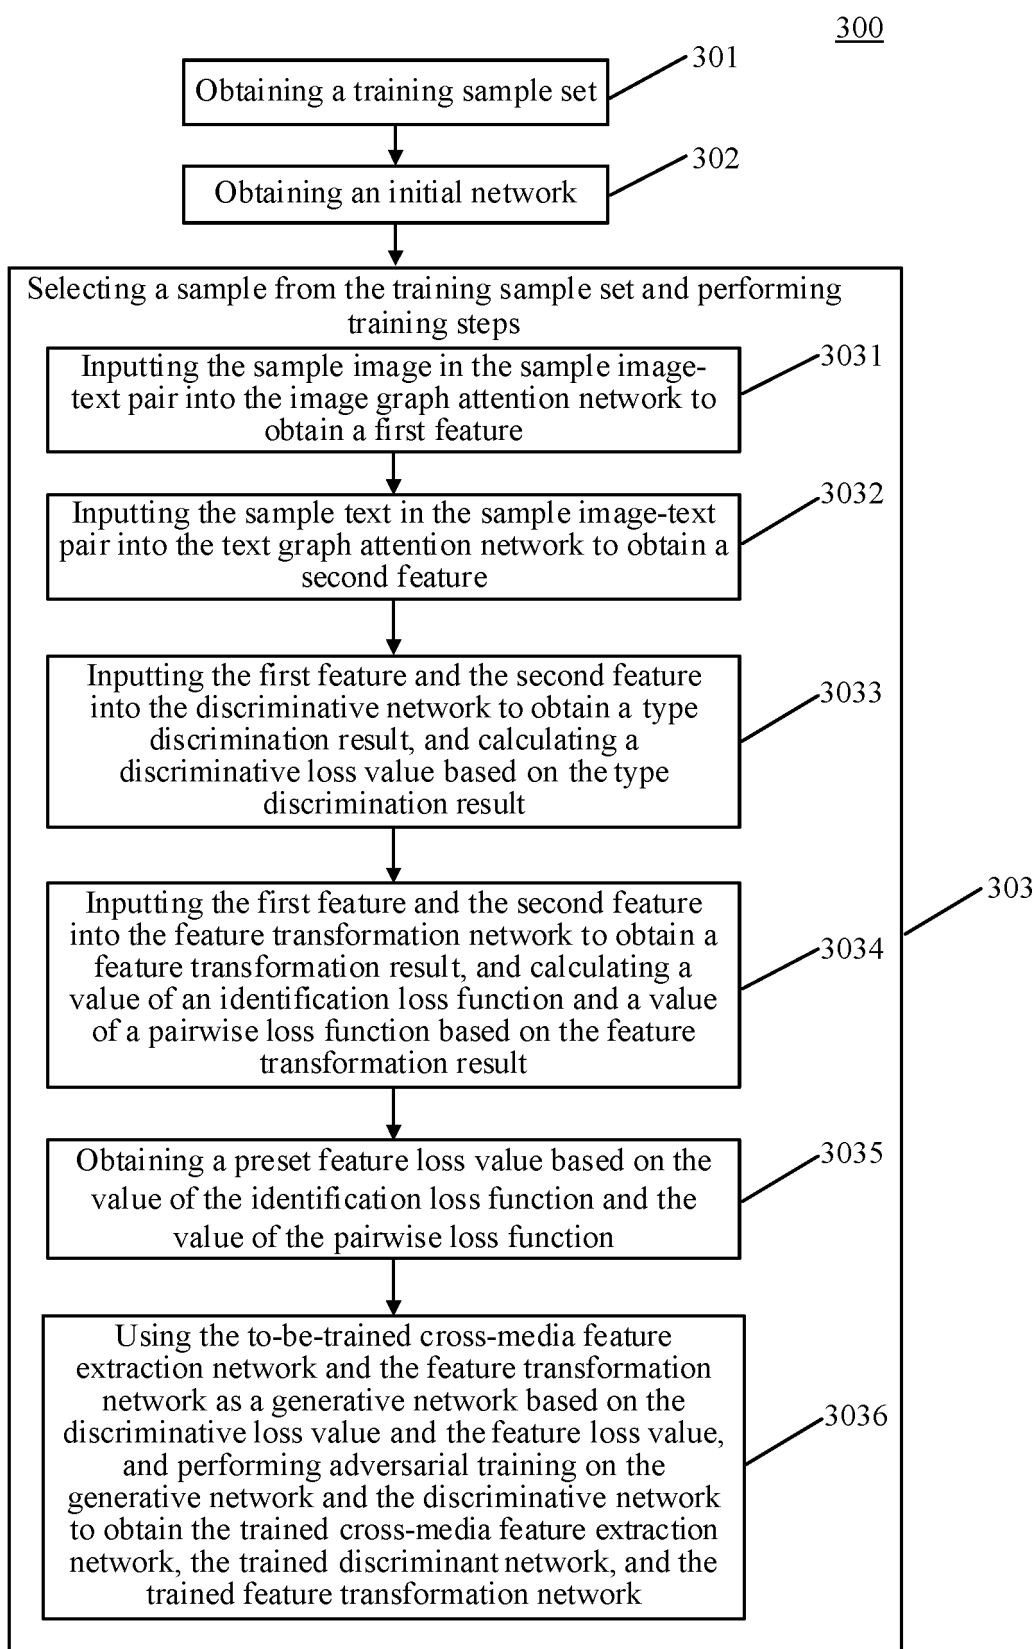 300
301
Obtaining a training sample set
302
Obtaining an initial network
Selecting a sample from the training sample set and performing
training steps
3031
Inputting the sample image in the sample image-
text pair into the image graph attention network to
obtain a first feature
3032
Inputting the sample text in the sample image-text
pair into the text graph attention network to obtain a
second feature
3033
Inputting the first feature and the second feature
into the discriminative network to obtain a type
discrimination result, and calculating a
discriminative loss value based on the type
discrimination result
303
3034
Inputting the first feature and the second feature
into the feature transformation network to obtain a
feature transformation result, and calculating a
value of an identification loss function and a value
of a pairwise loss function based on the feature
transformation result
3035
Obtaining a preset feature loss value based on the
value of the identification loss function and the
value of the pairwise loss function
3036
Using the to-be-trained cross-media feature
extraction network and the feature transformation
network as a generative network based on the
discriminative loss value and the feature loss value,
and performing adversarial training on the
generative network and the discriminative network
to obtain the trained cross-media feature extraction
network, the trained discriminant network, and the
trained feature transformation network